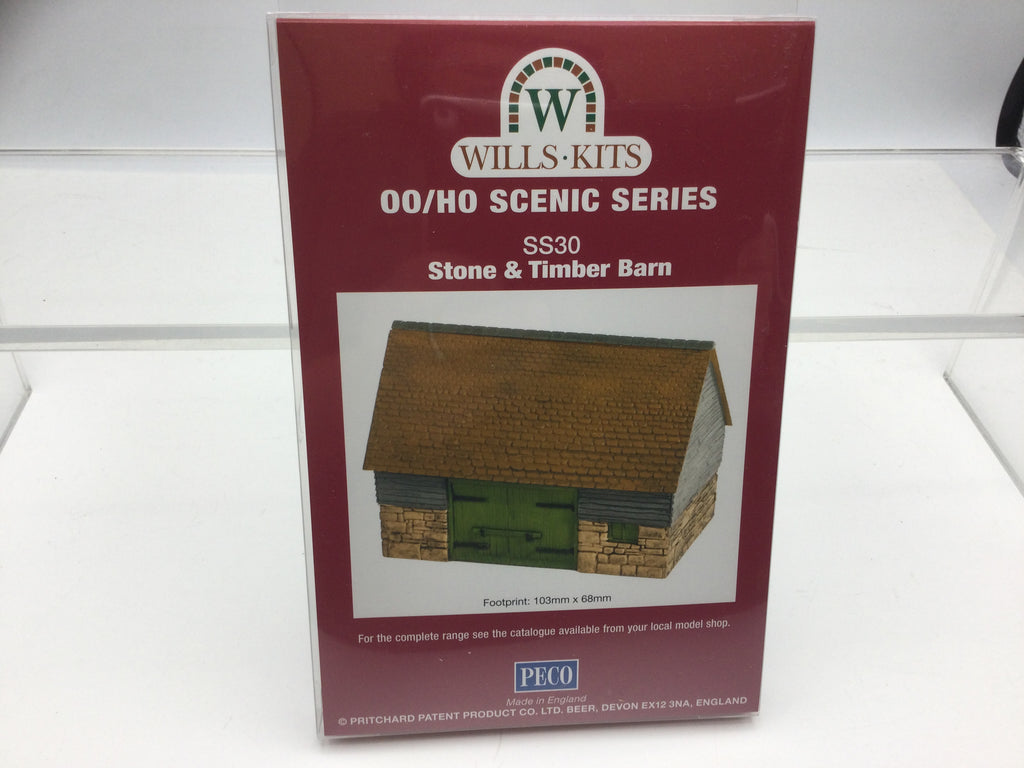 W
WILLS·KITS
OO/HO SCENIC SERIES
SS30
Stone & Timber Barn
Footprint: 103mm x 68mm
For the complete range see the catalogue available from your local model shop.
PECO
Made in England
© PRITCHARD PATENT PRODUCT CO. LTD. BEER, DEVON EX12 3NA, ENGLAND